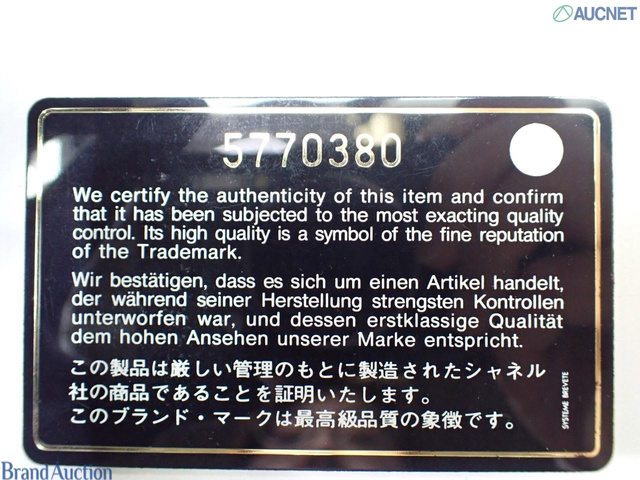 AUCNET
5770380
We certify the authenticity of this item and confirm
that it has been subjected to the most exacting quality
control. Its high quality is a symbol of the fine reputation
of the Trademark.
Wir bestätigen, dass es sich um einen Artikel handelt,
der während seiner Herstellung strengsten Kontrollen
unterworfen war, und dessen erstklassige Qualität
dem hohen Ansehen unserer Marke entspricht.
この製品は厳しい管理のもとに製造されたシャネル
社の商品であることを証明いたします。
このブランド・マークは最高級品質の象徴です。
SYSTEME BREVETE
BrandAuction